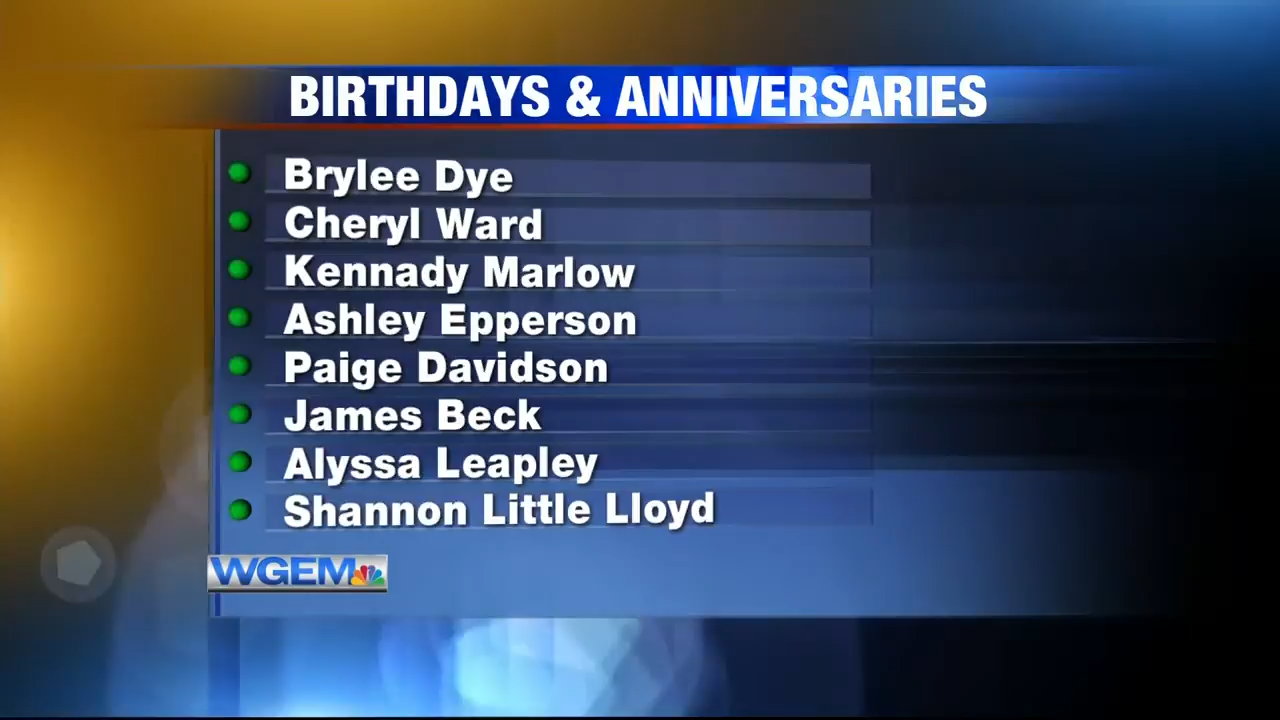 BIRTHDAYS & ANNIVERSARIES
Brylee Dye
Cheryl Ward
Kennady Marlow
Ashley Epperson
Paige Davidson
James Beck
Alyssa Leapley
Shannon Little Lloyd
WGEM